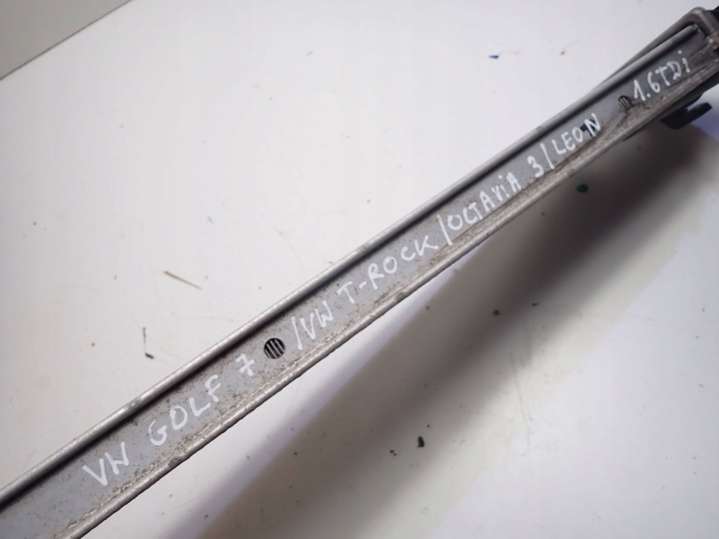 VW GOLF 7 /VW T-ROCK/OCTAViA 3/LEON 1.6TDi